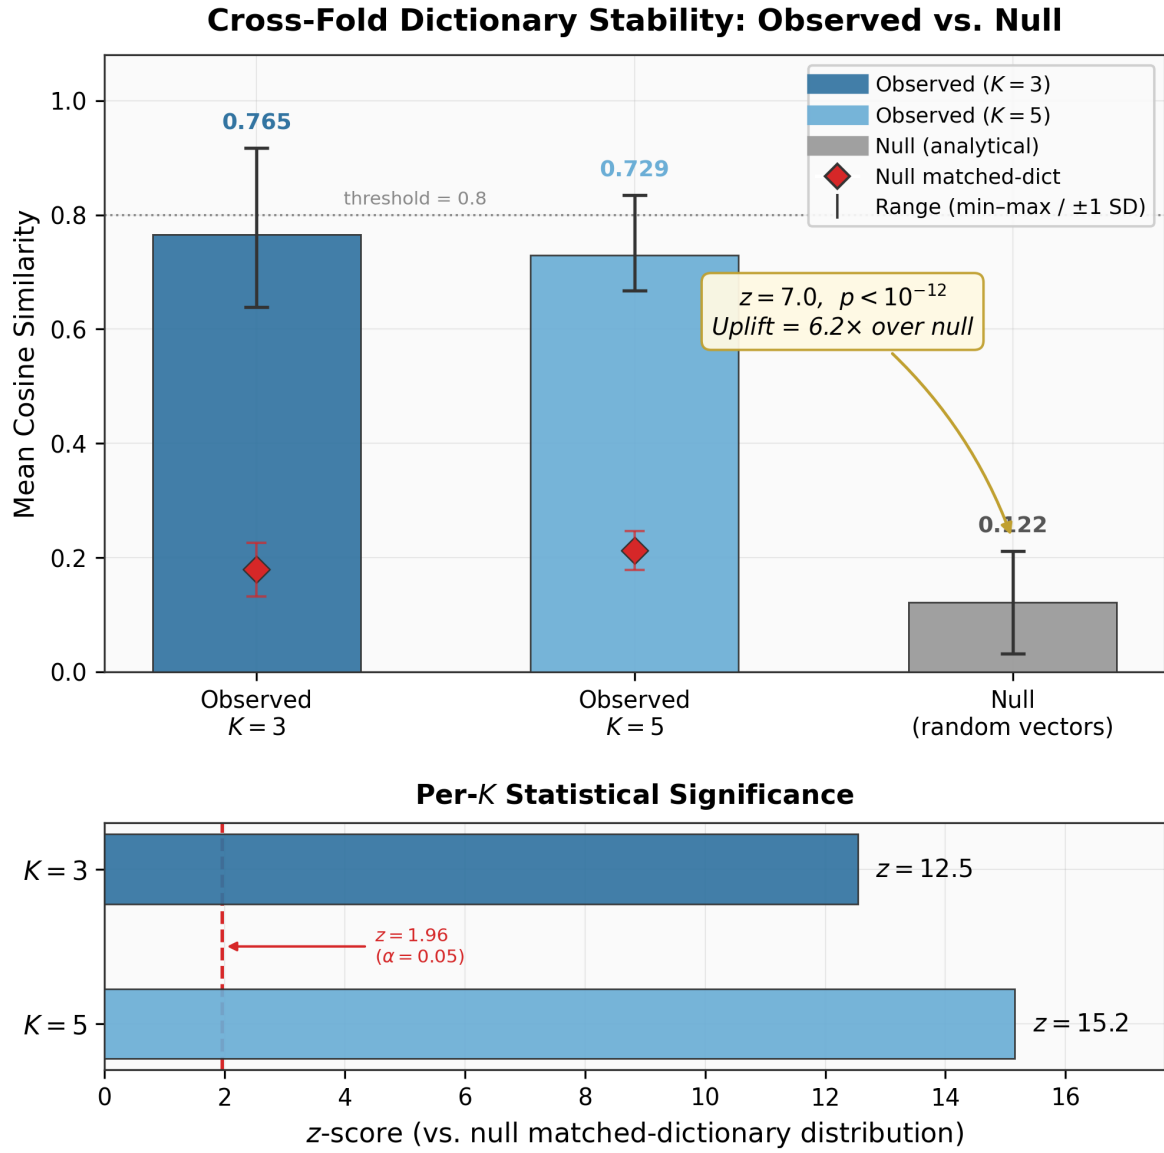 Cross-Fold Dictionary Stability: Observed vs. Null
Mean Cosine Similarity
1.0
0.8
0.6
0.4
0.2
0.0
0.765
0.729
0.122
threshold = 0.8
Observed (K = 3)
Observed (K = 5)
Null (analytical)
Null matched-dict
Range (min–max / ±1 SD)
z = 7.0, p < 10⁻¹²
Uplift = 6.2× over null
Observed
K = 3
Observed
K = 5
Null
(random vectors)
Per-K Statistical Significance
K = 3
z = 12.5
z = 1.96
(α = 0.05)
K = 5
z = 15.2
0 2 4 6 8 10 12 14 16
z-score (vs. null matched-dictionary distribution)